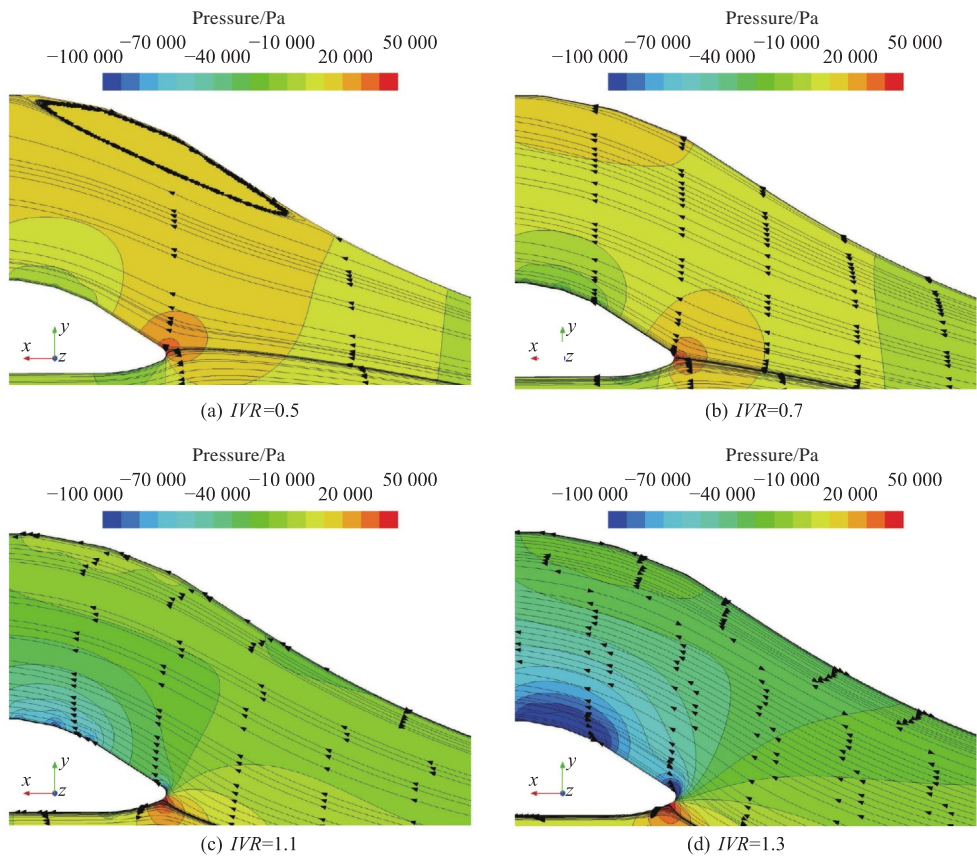 Pressure/Pa
−70 000 −10 000 50 000
−100 000 −40 000 20 000
y
x
z
(a) IVR=0.5
Pressure/Pa
−70 000 −10 000 50 000
−100 000 −40 000 20 000
y
x
z
(b) IVR=0.7
Pressure/Pa
−70 000 −10 000 50 000
−100 000 −40 000 20 000
y
x
z
(c) IVR=1.1
Pressure/Pa
−70 000 −10 000 50 000
−100 000 −40 000 20 000
y
x
z
(d) IVR=1.3